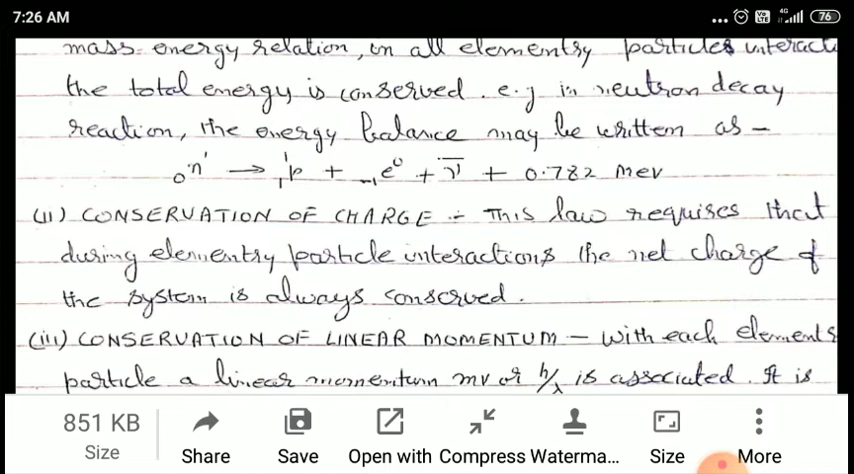 7:26 AM
... 4G Vo LTE 76
mass energy relation, in all elementry particles interact
the total energy is conserved. e.g in neutron decay
reaction, the energy balance may be written as -
₀n¹ → ₁p¹ + ₋₁e⁰ + ν̅ + 0.782 Mev
(ii) CONSERVATION OF CHARGE ÷ This law requires that
during elementry particle interactions the net charge of
the system is always conserved.
(iii) CONSERVATION OF LINEAR MOMENTUM - With each elements
particle a linear momentum mv or h/λ is associated. It is
851 KB
Size
Share Save Open with Compress Waterma... Size More